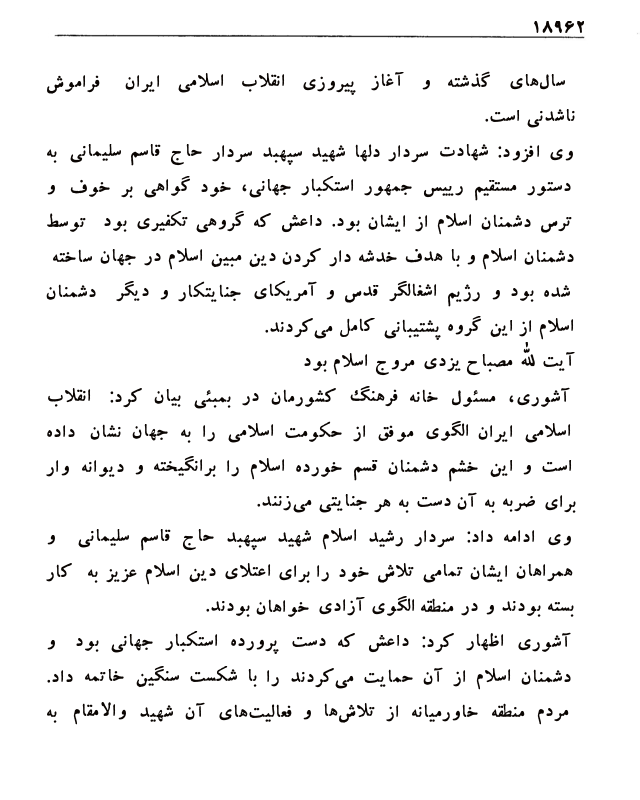 ۱۸۹۶۲
سال‌های گذشته و آغاز پیروزی انقلاب اسلامی ایران فراموش
ناشدنی است.
وی افزود: شهادت سردار دلها شهید سپهبد سردار حاج قاسم سلیمانی به
دستور مستقیم رییس جمهور استکبار جهانی، خود گواهی بر خوف و
ترس دشمنان اسلام از ایشان بود. داعش که گروهی تکفیری بود توسط
دشمنان اسلام و با هدف خدشه دار کردن دین مبین اسلام در جهان ساخته
شده بود و رژیم اشغالگر قدس و آمریکای جنایتکار و دیگر دشمنان
اسلام از این گروه پشتیبانی کامل می‌کردند.
آیت لله مصباح یزدی مروج اسلام بود
آشوری، مسئول خانه فرهنگ کشورمان در بمبئی بیان کرد: انقلاب
اسلامی ایران الگوی موفق از حکومت اسلامی را به جهان نشان داده
است و این خشم دشمنان قسم خورده اسلام را برانگیخته و دیوانه وار
برای ضربه به آن دست به هر جنایتی می‌زنند.
وی ادامه داد: سردار رشید اسلام شهید سپهبد حاج قاسم سلیمانی و
همراهان ایشان تمامی تلاش خود را برای اعتلای دین اسلام عزیز به کار
بسته بودند و در منطقه الگوی آزادی خواهان بودند.
آشوری اظهار کرد: داعش که دست پرورده استکبار جهانی بود و
دشمنان اسلام از آن حمایت می‌کردند را با شکست سنگین خاتمه داد.
مردم منطقه خاورمیانه از تلاش‌ها و فعالیت‌های آن شهید والامقام به